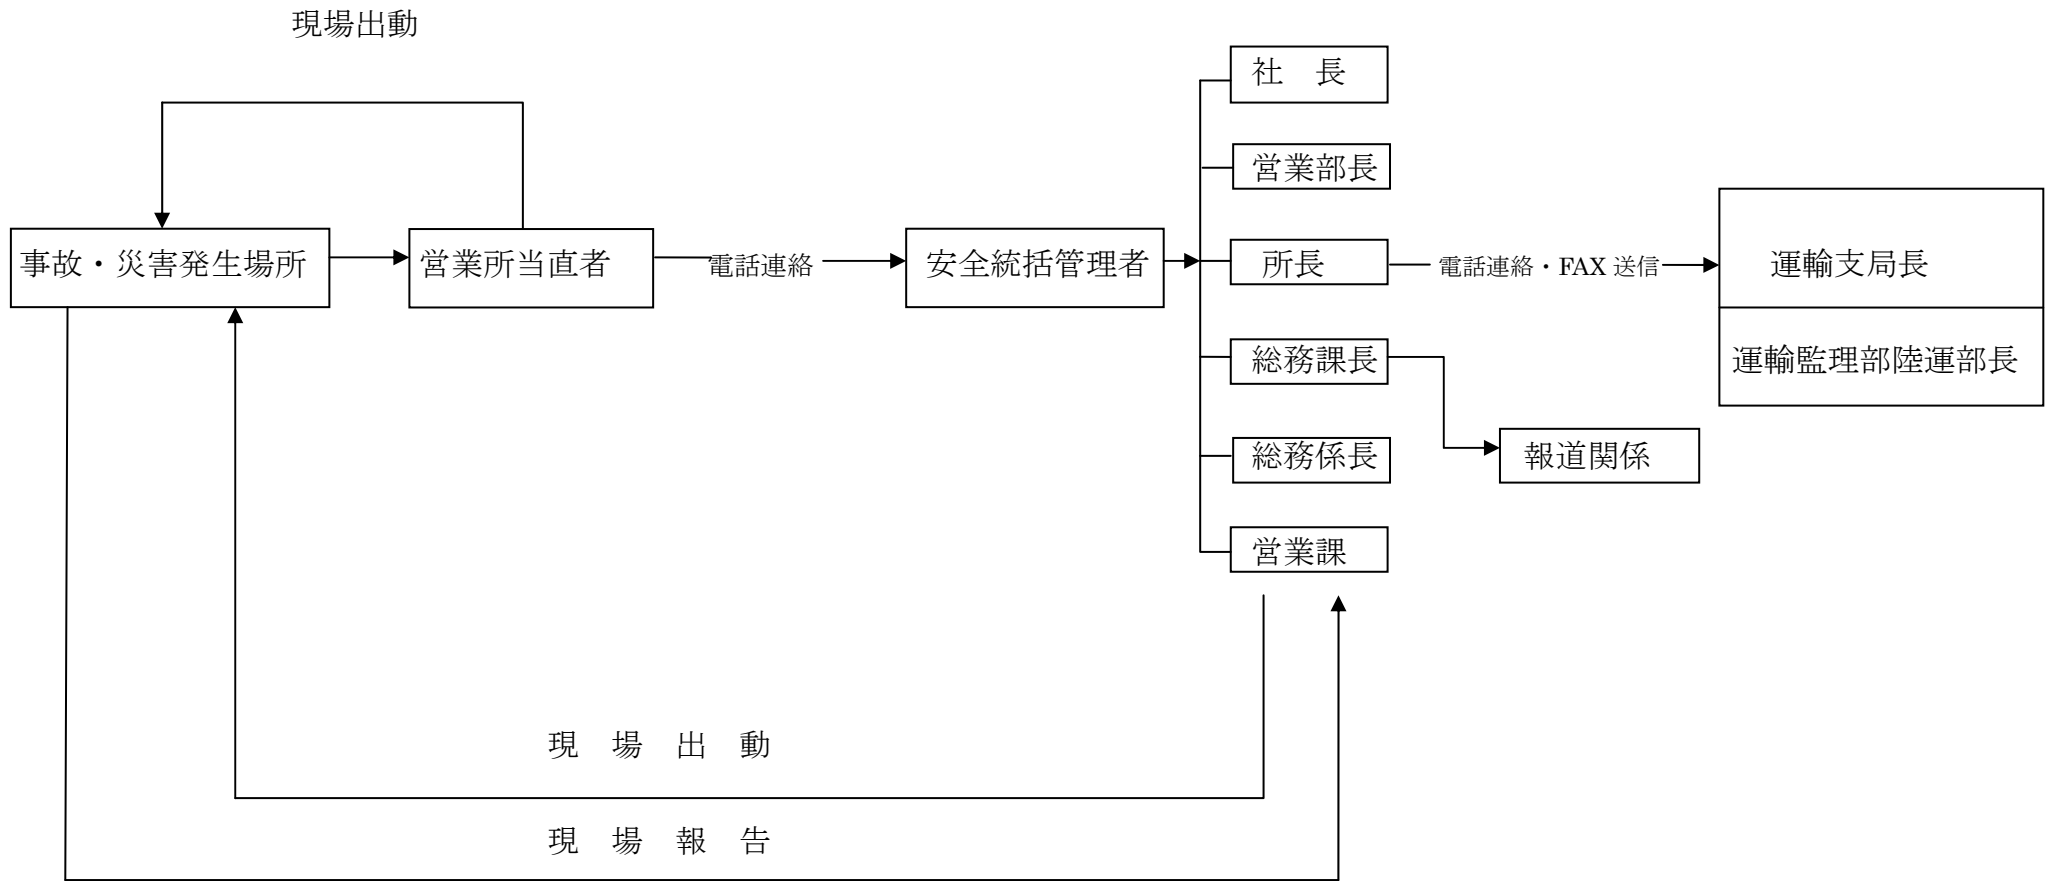 現場出動
社　長
営業部長
事故・災害発生場所
営業所当直者
電話連絡
安全統括管理者
所長
電話連絡・FAX 送信
運輸支局長
総務課長
運輸監理部陸運部長
総務係長
報道関係
営業課
現　場　出　動
現　場　報　告